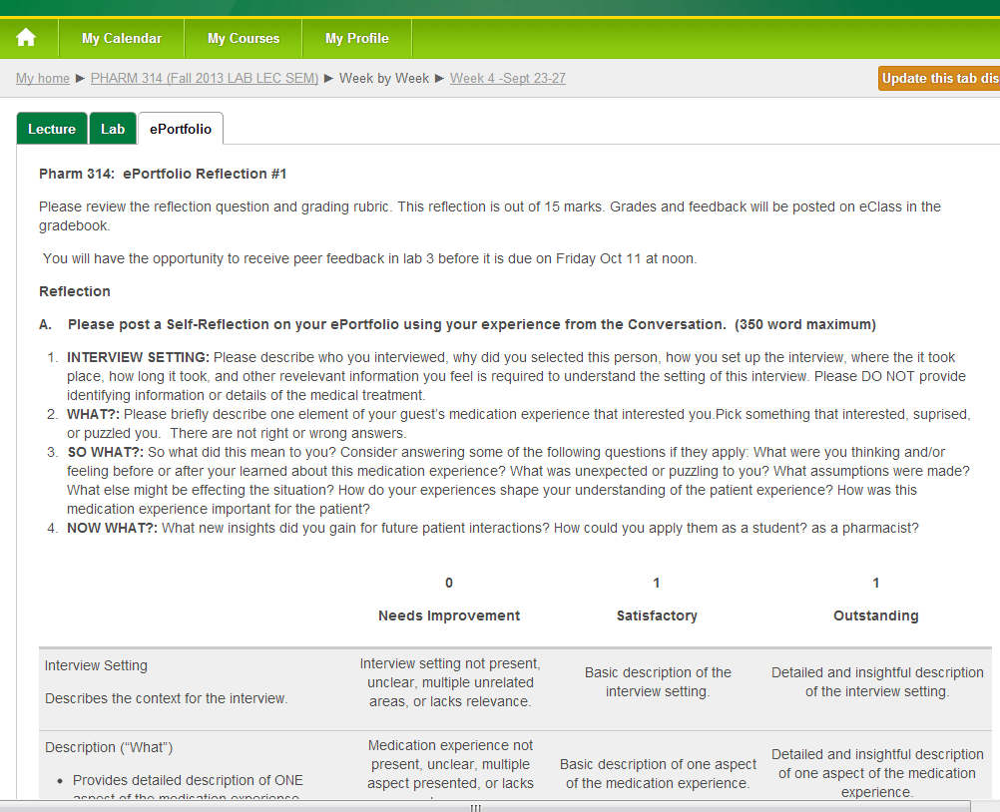 My Calendar My Courses My Profile
My home ► PHARM 314 (Fall 2013 LAB LEC SEM) ► Week by Week ► Week 4 -Sept 23-27 Update this tab dis
Lecture Lab ePortfolio
Pharm 314: ePortfolio Reflection #1
Please review the reflection question and grading rubric. This reflection is out of 15 marks. Grades and feedback will be posted on eClass in the
gradebook.
You will have the opportunity to receive peer feedback in lab 3 before it is due on Friday Oct 11 at noon.
Reflection
A. Please post a Self-Reflection on your ePortfolio using your experience from the Conversation. (350 word maximum)
1. INTERVIEW SETTING: Please describe who you interviewed, why did you selected this person, how you set up the interview, where the it took
place, how long it took, and other revelevant information you feel is required to understand the setting of this interview. Please DO NOT provide
identifying information or details of the medical treatment.
2. WHAT?: Please briefly describe one element of your guest's medication experience that interested you.Pick something that interested, suprised,
or puzzled you. There are not right or wrong answers.
3. SO WHAT?: So what did this mean to you? Consider answering some of the following questions if they apply: What were you thinking and/or
feeling before or after your learned about this medication experience? What was unexpected or puzzling to you? What assumptions were made?
What else might be effecting the situation? How do your experiences shape your understanding of the patient experience? How was this
medication experience important for the patient?
4. NOW WHAT?: What new insights did you gain for future patient interactions? How could you apply them as a student? as a pharmacist?
0 1 1
Needs Improvement Satisfactory Outstanding
Interview Setting
Describes the context for the interview.
Interview setting not present,
unclear, multiple unrelated
areas, or lacks relevance.
Basic description of the
interview setting.
Detailed and insightful description
of the interview setting.
Description (“What”)
• Provides detailed description of ONE
aspect of the medication experience
Medication experience not
present, unclear, multiple
aspect presented, or lacks
Basic description of one aspect
of the medication experience.
Detailed and insightful description
of one aspect of the medication
experience.